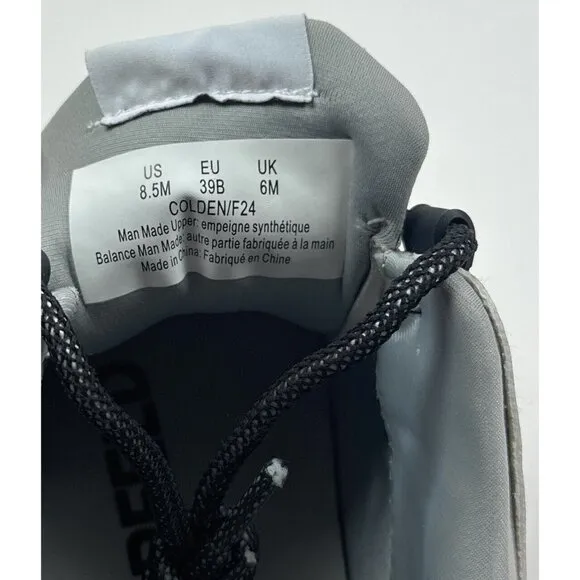 US EU UK
8.5M 39B 6M
COLDEN/F24
Man Made Upper: empeigne synthétique
Balance Man Made: autre partie fabriquée à la main
Made in China: Fabriqué en Chine